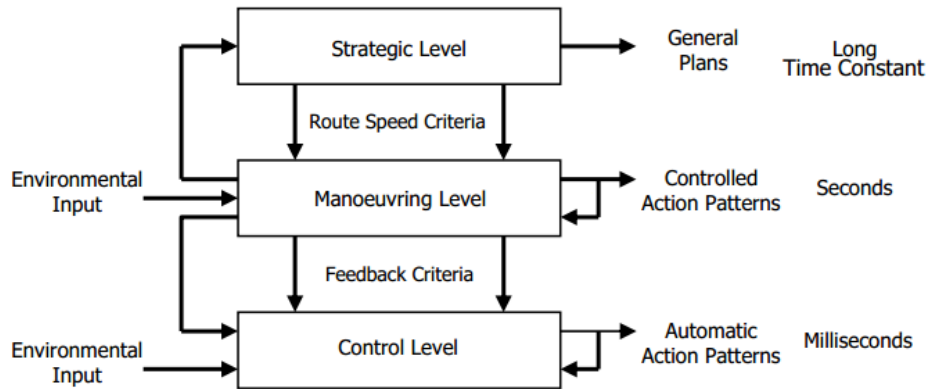 Strategic Level
General
Plans
Long
Time Constant
Route Speed Criteria
Environmental
Input
Manoeuvring Level
Controlled
Action Patterns
Seconds
Feedback Criteria
Environmental
Input
Control Level
Automatic
Action Patterns
Milliseconds